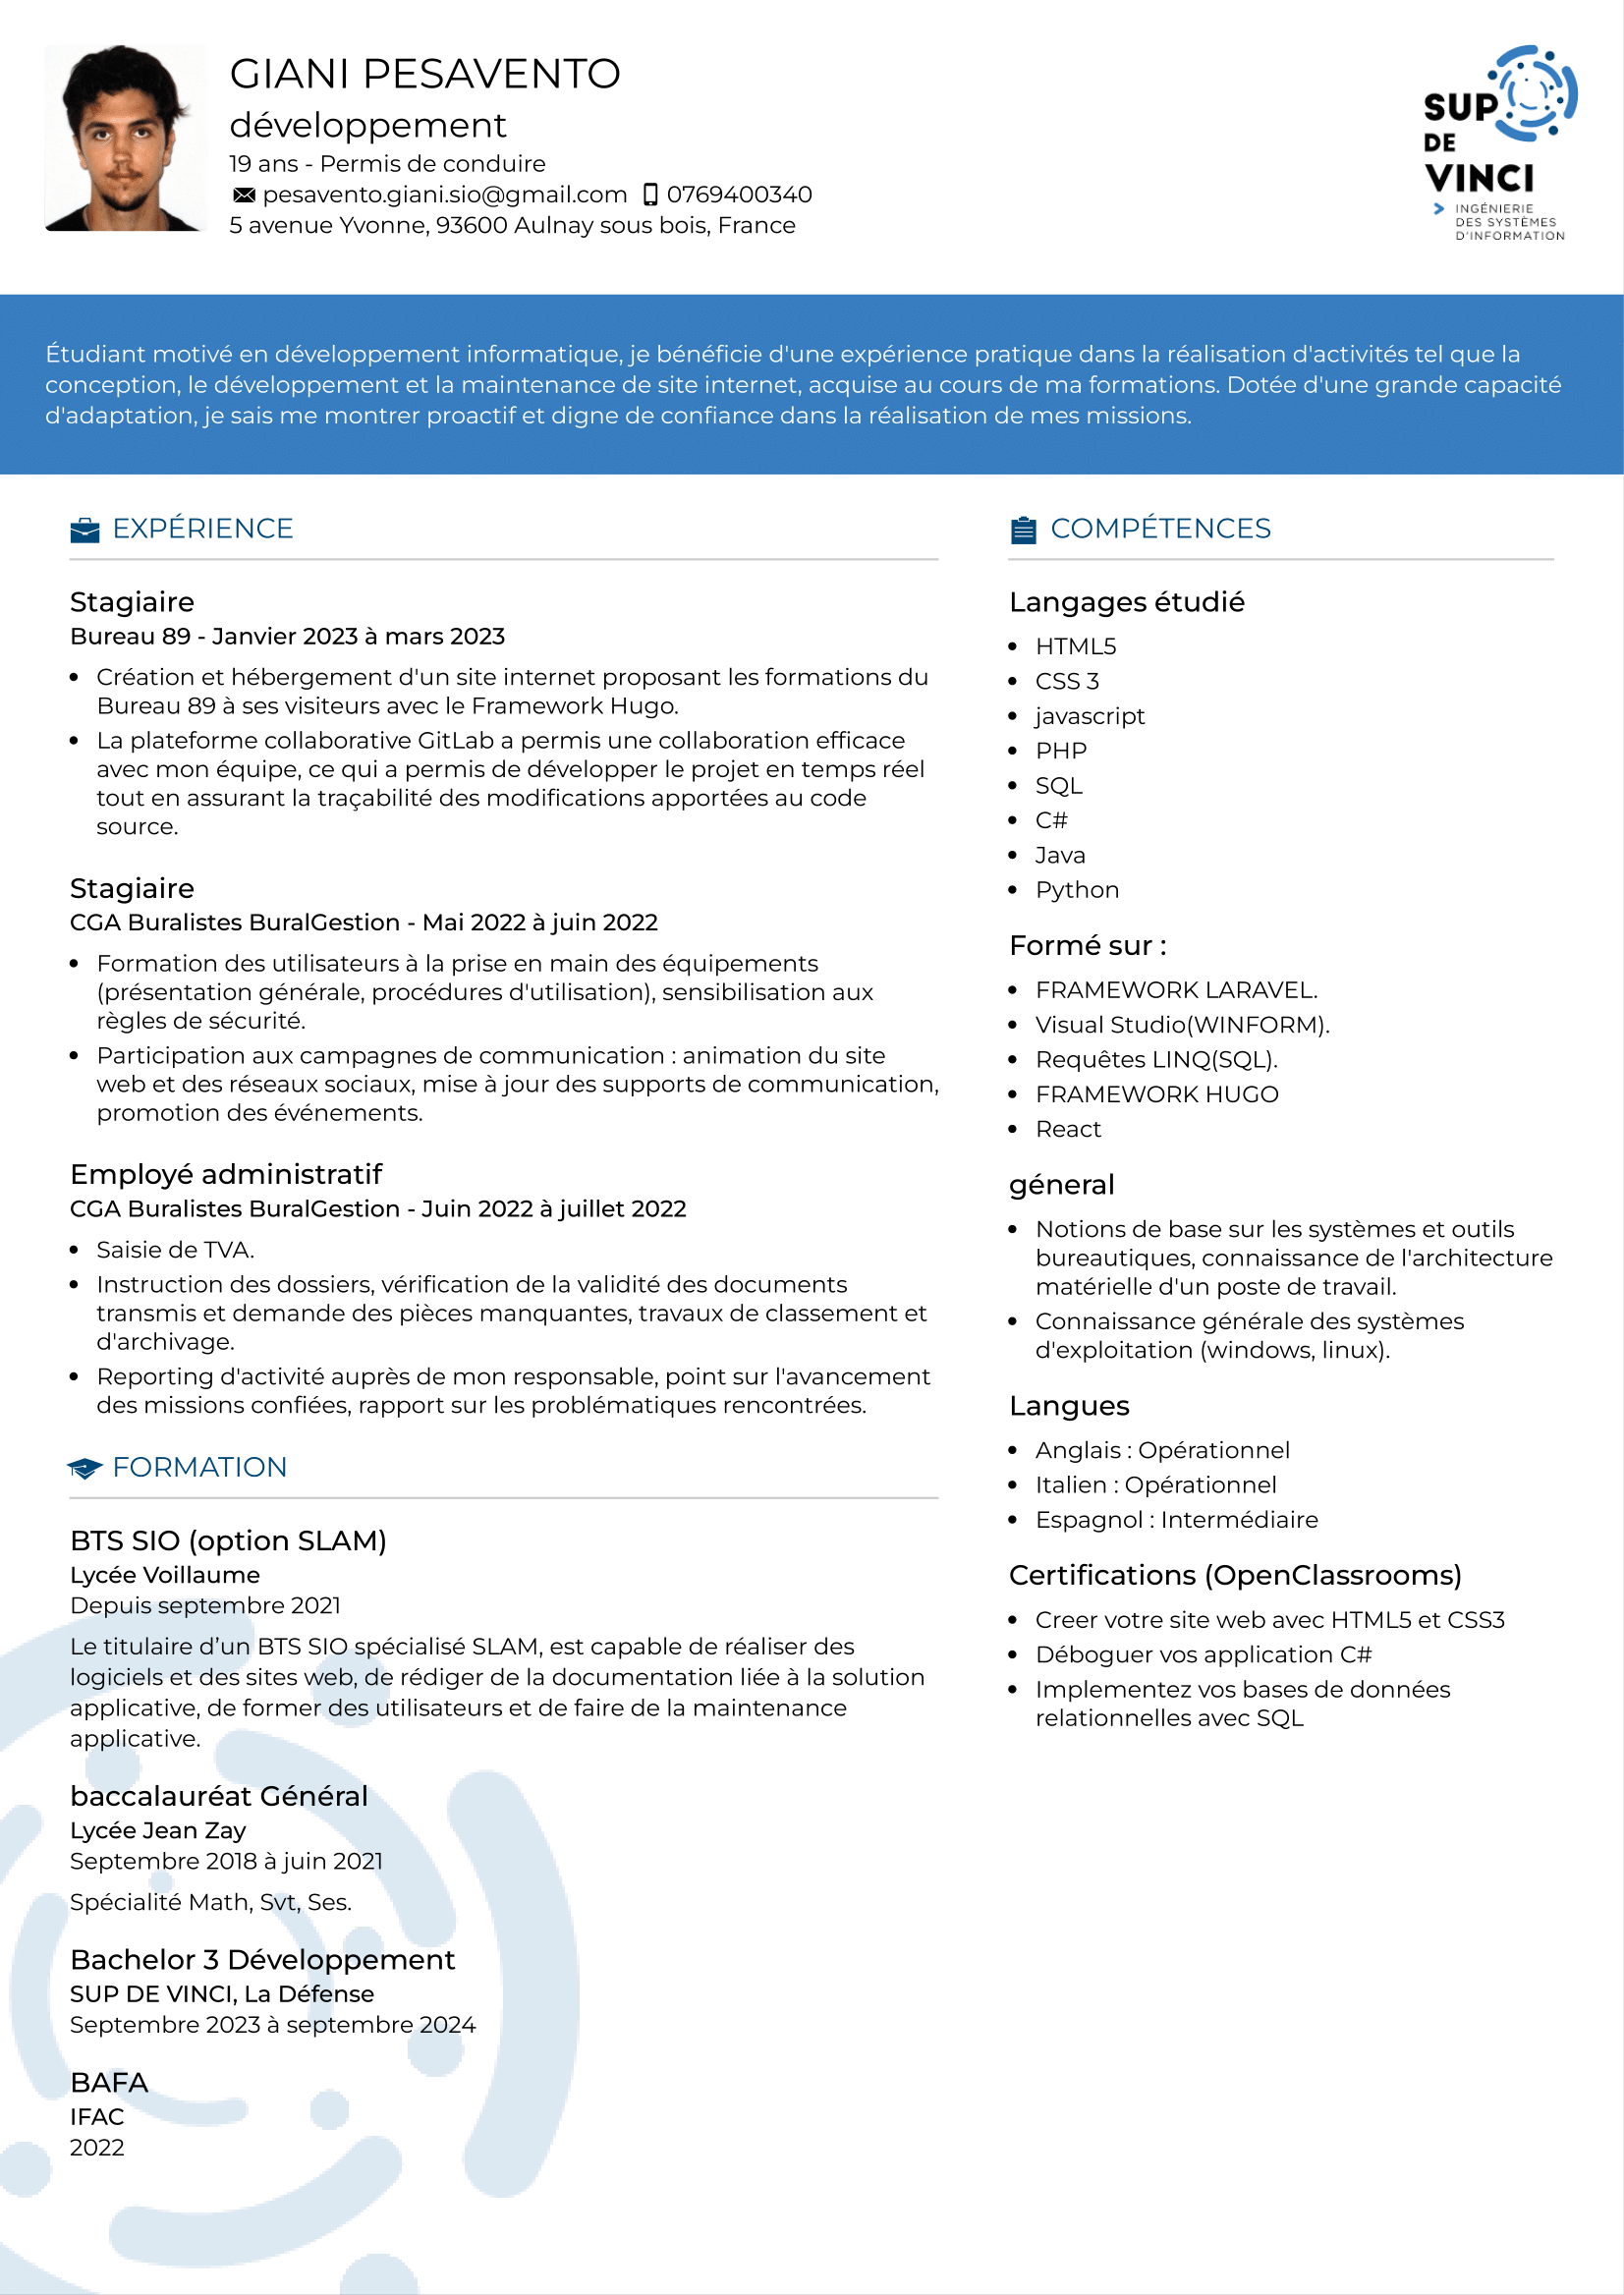 GIANI PESAVENTO
développement
19 ans - Permis de conduire
pesavento.giani.sio@gmail.com 0769400340
5 avenue Yvonne, 93600 Aulnay sous bois, France
SUP
DE
VINCI
INGÉNIERIE
DES SYSTÈMES
D'INFORMATION
Étudiant motivé en développement informatique, je bénéficie d'une expérience pratique dans la réalisation d'activités tel que la
conception, le développement et la maintenance de site internet, acquise au cours de ma formations. Dotée d'une grande capacité
d'adaptation, je sais me montrer proactif et digne de confiance dans la réalisation de mes missions.
EXPÉRIENCE
Stagiaire
Bureau 89 - Janvier 2023 à mars 2023
• Création et hébergement d'un site internet proposant les formations du
Bureau 89 à ses visiteurs avec le Framework Hugo.
• La plateforme collaborative GitLab a permis une collaboration efficace
avec mon équipe, ce qui a permis de développer le projet en temps réel
tout en assurant la traçabilité des modifications apportées au code
source.
Stagiaire
CGA Buralistes BuralGestion - Mai 2022 à juin 2022
• Formation des utilisateurs à la prise en main des équipements
(présentation générale, procédures d'utilisation), sensibilisation aux
règles de sécurité.
• Participation aux campagnes de communication : animation du site
web et des réseaux sociaux, mise à jour des supports de communication,
promotion des événements.
Employé administratif
CGA Buralistes BuralGestion - Juin 2022 à juillet 2022
• Saisie de TVA.
• Instruction des dossiers, vérification de la validité des documents
transmis et demande des pièces manquantes, travaux de classement et
d'archivage.
• Reporting d'activité auprès de mon responsable, point sur l'avancement
des missions confiées, rapport sur les problématiques rencontrées.
FORMATION
BTS SIO (option SLAM)
Lycée Voillaume
Depuis septembre 2021
Le titulaire d’un BTS SIO spécialisé SLAM, est capable de réaliser des
logiciels et des sites web, de rédiger de la documentation liée à la solution
applicative, de former des utilisateurs et de faire de la maintenance
applicative.
baccalauréat Général
Lycée Jean Zay
Septembre 2018 à juin 2021
Spécialité Math, Svt, Ses.
Bachelor 3 Développement
SUP DE VINCI, La Défense
Septembre 2023 à septembre 2024
BAFA
IFAC
2022
COMPÉTENCES
Langages étudié
• HTML5
• CSS 3
• javascript
• PHP
• SQL
• C#
• Java
• Python
Formé sur :
• FRAMEWORK LARAVEL.
• Visual Studio(WINFORM).
• Requêtes LINQ(SQL).
• FRAMEWORK HUGO
• React
géneral
• Notions de base sur les systèmes et outils
bureautiques, connaissance de l'architecture
matérielle d'un poste de travail.
• Connaissance générale des systèmes
d'exploitation (windows, linux).
Langues
• Anglais : Opérationnel
• Italien : Opérationnel
• Espagnol : Intermédiaire
Certifications (OpenClassrooms)
• Creer votre site web avec HTML5 et CSS3
• Déboguer vos application C#
• Implementez vos bases de données
relationnelles avec SQL